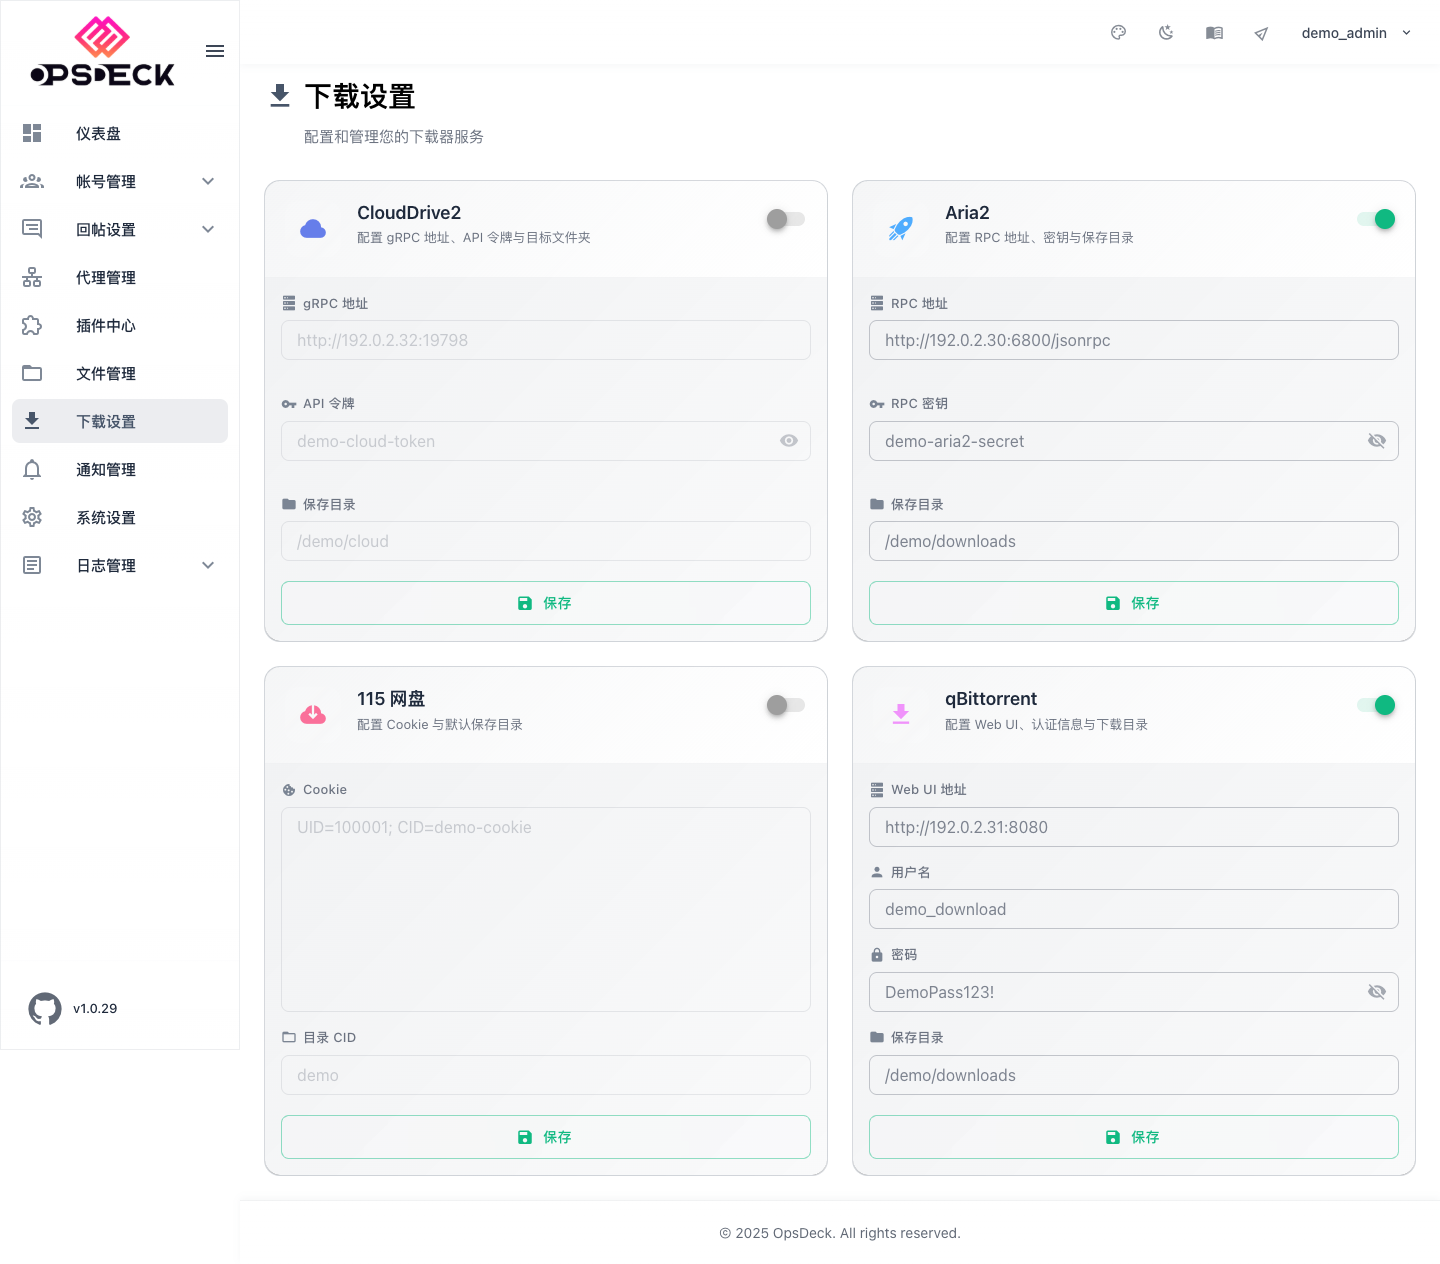 OPSDECK
仪表盘
帐号管理
回帖设置
代理管理
插件中心
文件管理
下载设置
通知管理
系统设置
日志管理
v1.0.29
demo_admin
下载设置
配置和管理您的下载器服务
CloudDrive2
配置 gRPC 地址、API 令牌与目标文件夹
gRPC 地址
http://192.0.2.32:19798
API 令牌
demo-cloud-token
保存目录
/demo/cloud
保存
Aria2
配置 RPC 地址、密钥与保存目录
RPC 地址
http://192.0.2.30:6800/jsonrpc
RPC 密钥
demo-aria2-secret
保存目录
/demo/downloads
保存
115 网盘
配置 Cookie 与默认保存目录
Cookie
UID=100001; CID=demo-cookie
目录 CID
demo
保存
qBittorrent
配置 Web UI、认证信息与下载目录
Web UI 地址
http://192.0.2.31:8080
用户名
demo_download
密码
DemoPass123!
保存目录
/demo/downloads
保存
© 2025 OpsDeck. All rights reserved.